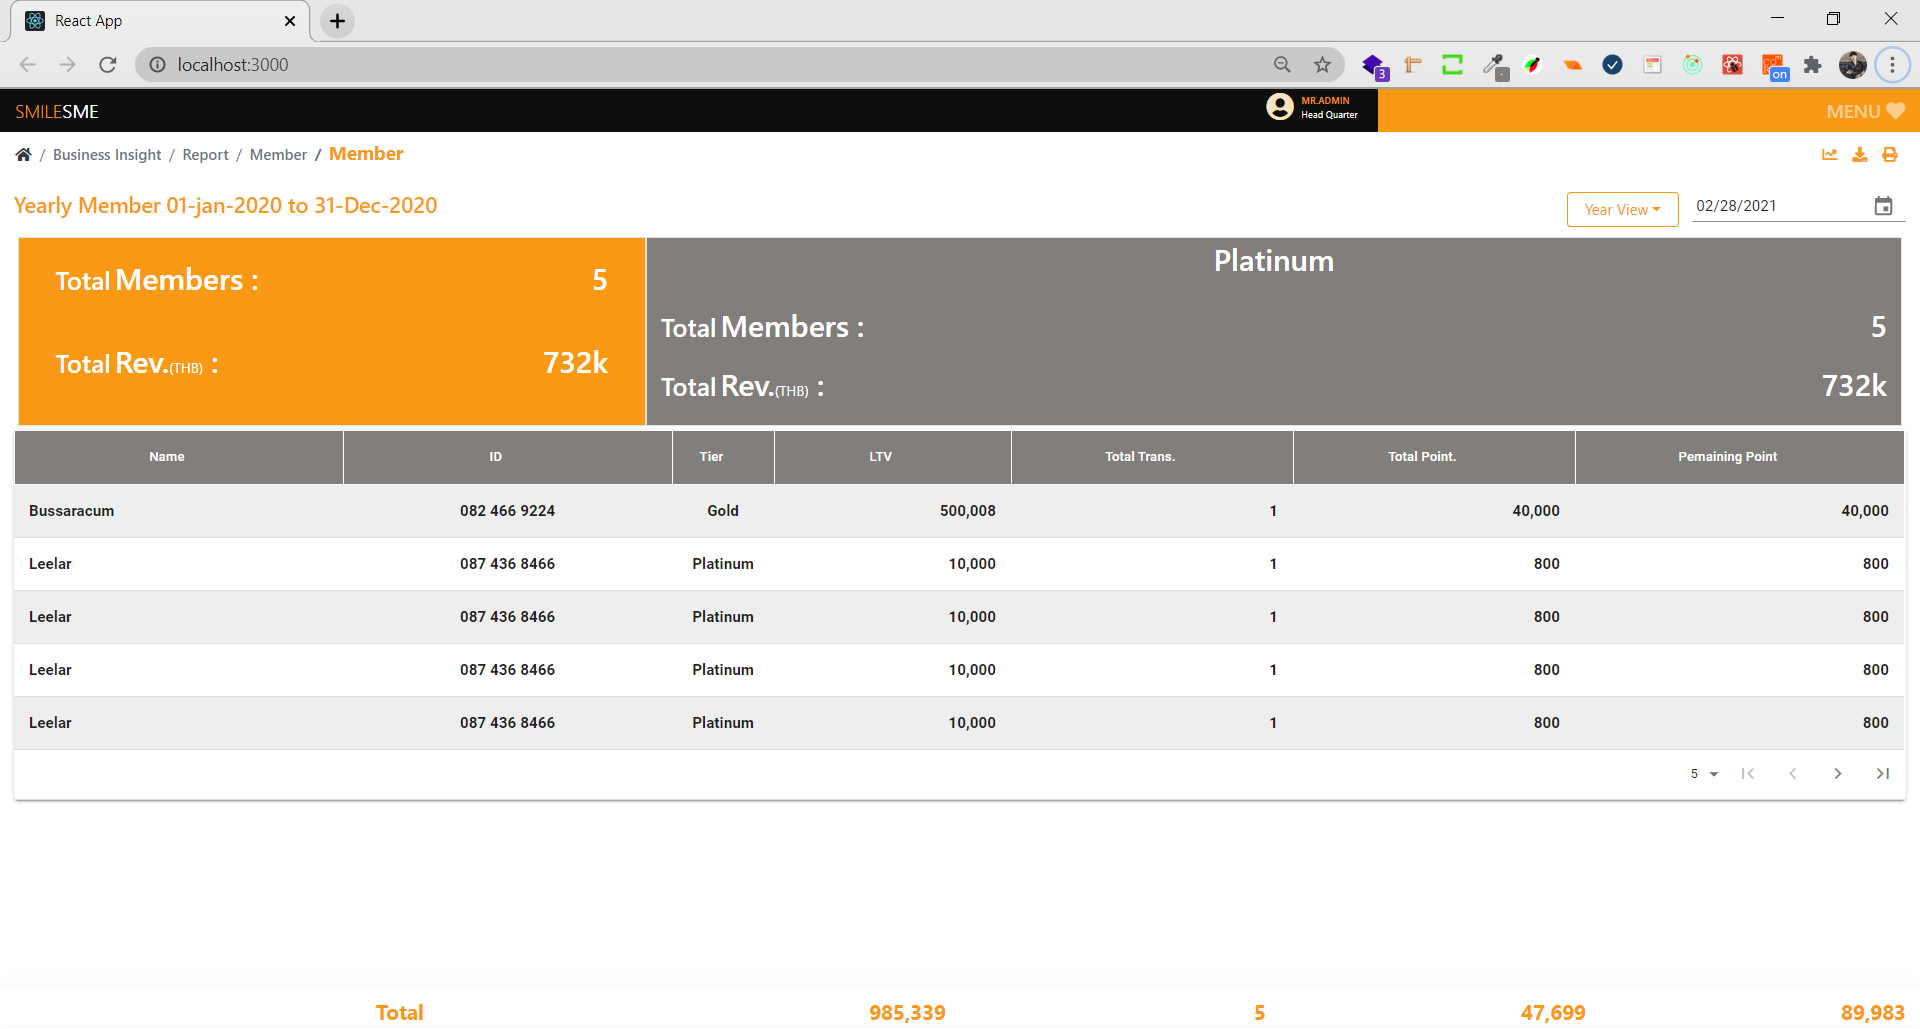 React App
localhost:3000
3
on
SMILESME
MR.ADMIN
Head Quarter
MENU
/ Business Insight / Report / Member / Member
Yearly Member 01-jan-2020 to 31-Dec-2020
Year View
02/28/2021
Total Members : 5
Total Rev.(THB) : 732k
Platinum
Total Members : 5
Total Rev.(THB) : 732k
Name ID Tier LTV Total Trans. Total Point. Pemaining Point
Bussaracum 082 466 9224 Gold 500,008 1 40,000 40,000
Leelar 087 436 8466 Platinum 10,000 1 800 800
Leelar 087 436 8466 Platinum 10,000 1 800 800
Leelar 087 436 8466 Platinum 10,000 1 800 800
Leelar 087 436 8466 Platinum 10,000 1 800 800
5
Total 985,339 5 47,699 89,983